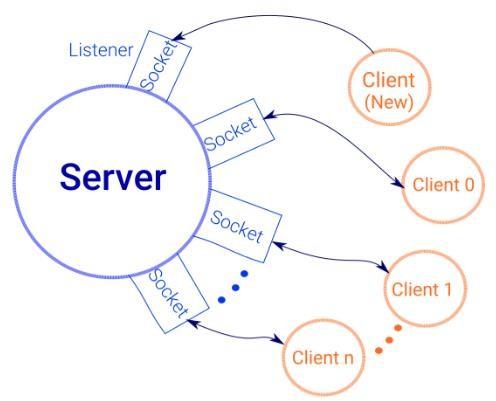 Listener
Socket
Client
(New)
Socket
Server
Client 0
Socket
Client 1
Socket
Client n